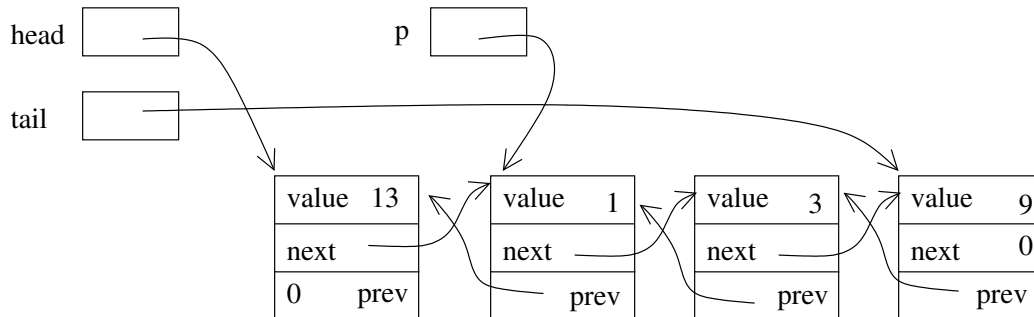 head p
tail
value 13 value 1 value 3 value 9
next next next next 0
0 prev prev prev prev